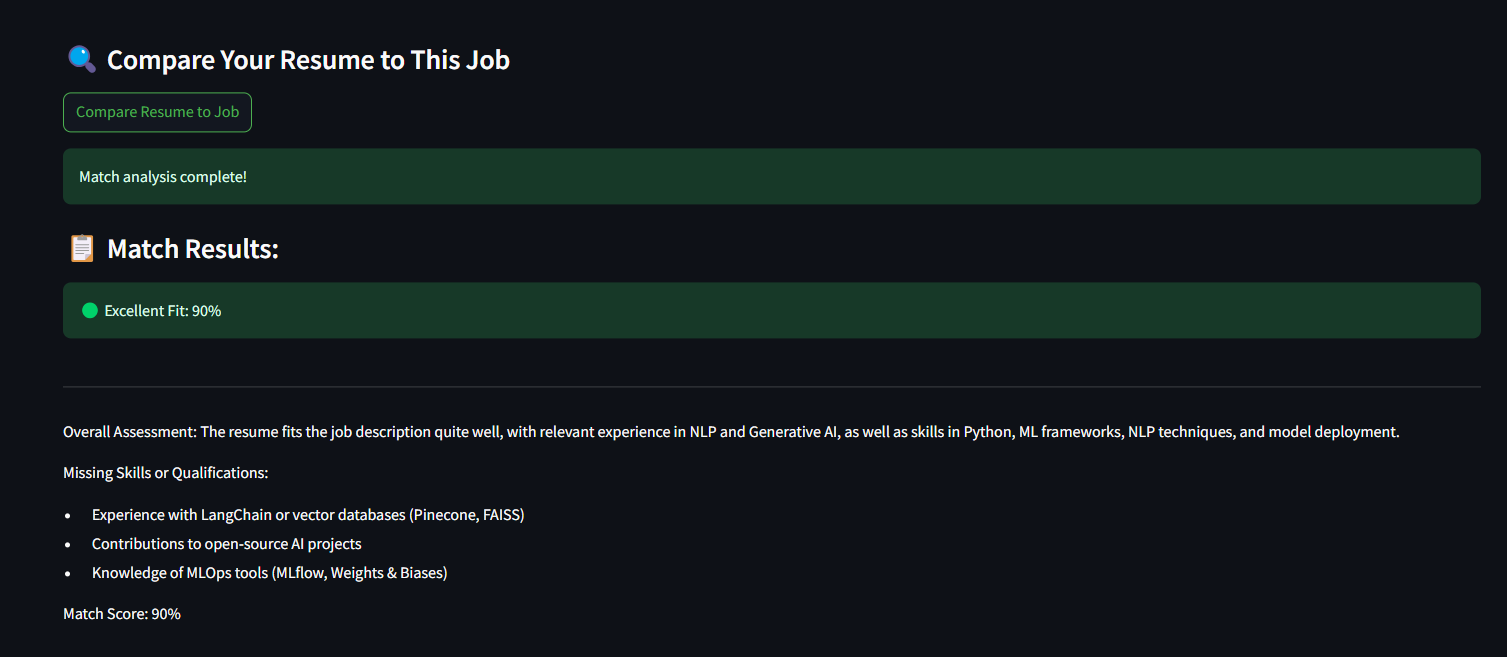 Compare Your Resume to This Job
Compare Resume to Job
Match analysis complete!
Match Results:
Excellent Fit: 90%
Overall Assessment: The resume fits the job description quite well, with relevant experience in NLP and Generative AI, as well as skills in Python, ML frameworks, NLP techniques, and model deployment.
Missing Skills or Qualifications:
• Experience with LangChain or vector databases (Pinecone, FAISS)
• Contributions to open-source AI projects
• Knowledge of MLOps tools (MLflow, Weights & Biases)
Match Score: 90%